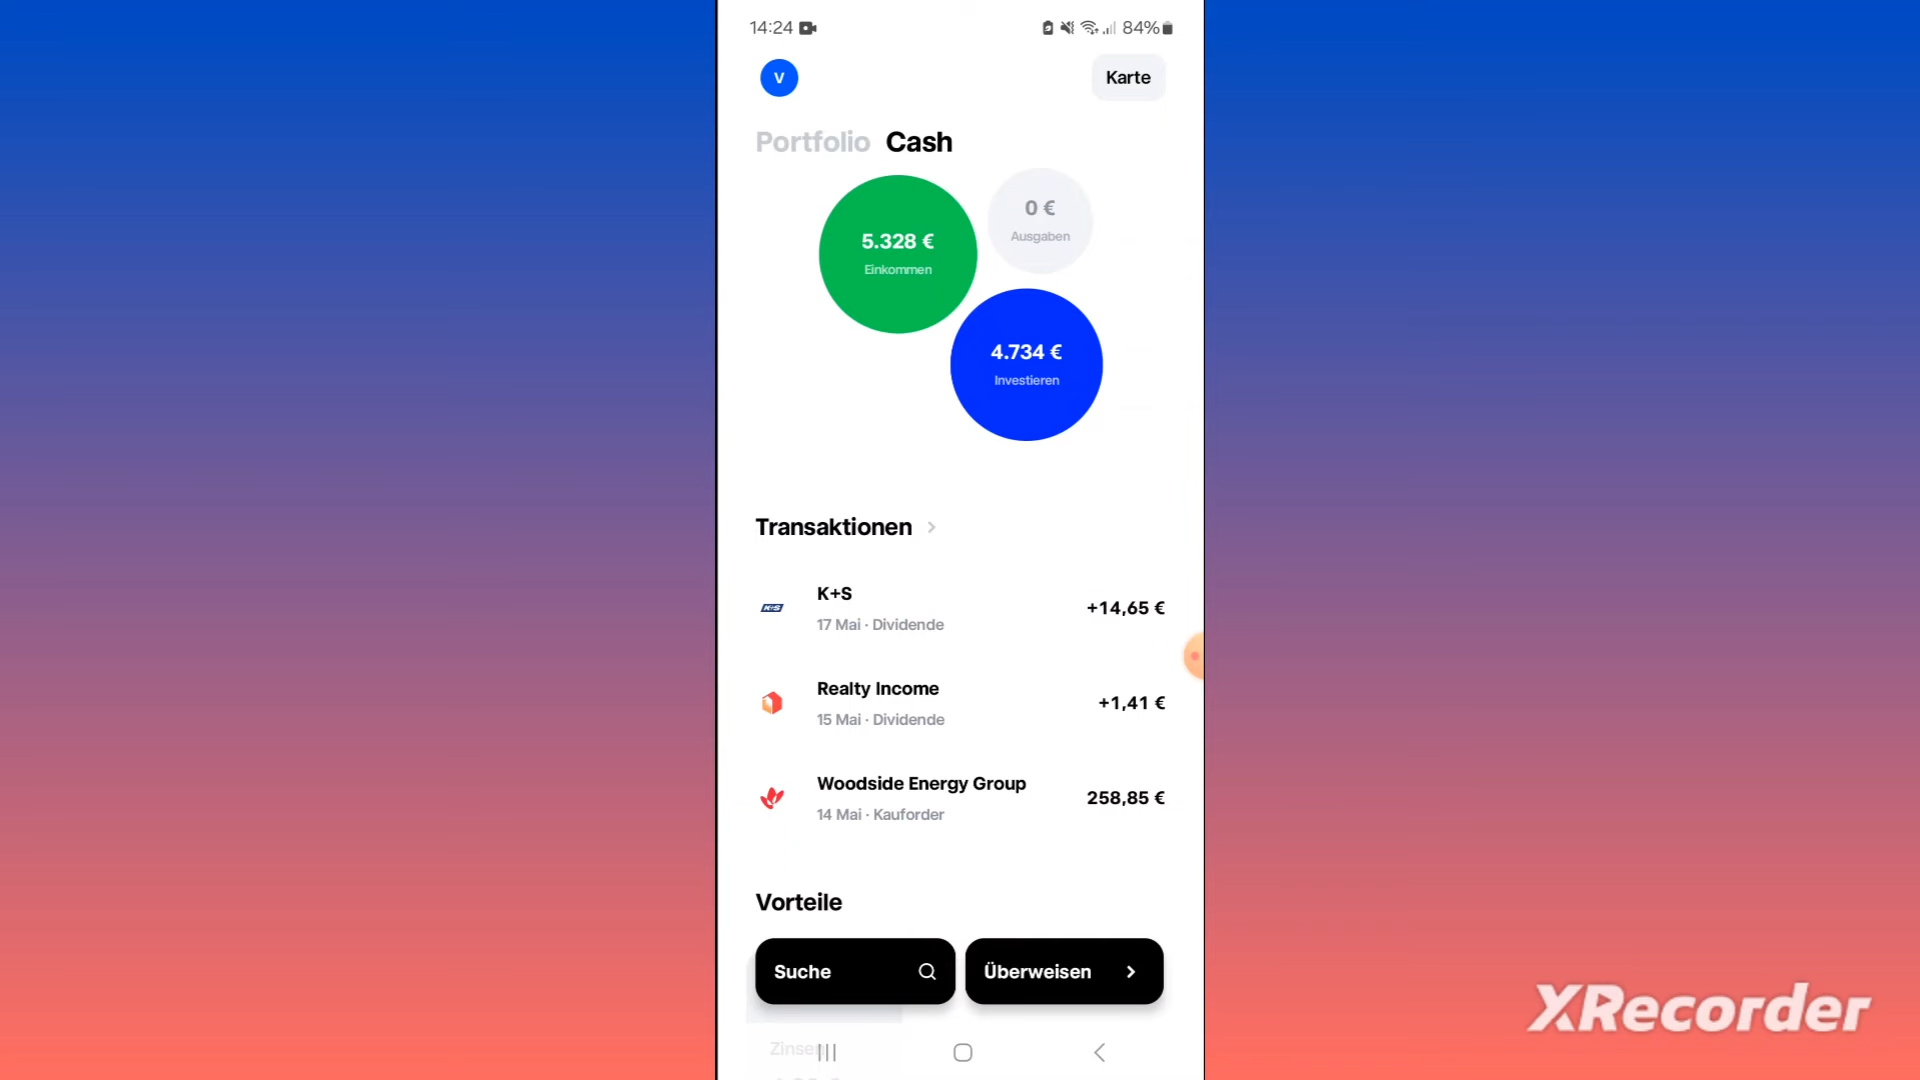 14:24
84%
V
Karte
Portfolio Cash
0 €
Ausgaben
5.328 €
Einkommen
4.734 €
Investieren
Transaktionen
K+S
K+S
17 Mai · Dividende
+14,65 €
Realty Income
15 Mai · Dividende
+1,41 €
Woodside Energy Group
14 Mai · Kauforder
258,85 €
Vorteile
Suche
Überweisen
Zinsen
XRecorder